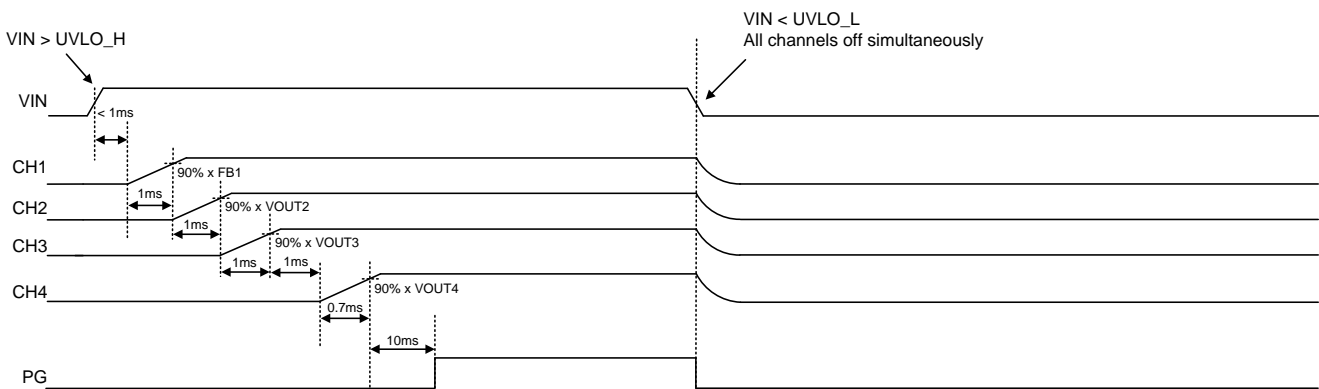 VIN < UVLO_L
All channels off simultaneously
VIN > UVLO_H
VIN
< 1ms
CH1
90% x FB1
1ms
CH2
90% x VOUT2
1ms
CH3
90% x VOUT3
1ms
1ms
CH4
90% x VOUT4
0.7ms
10ms
PG